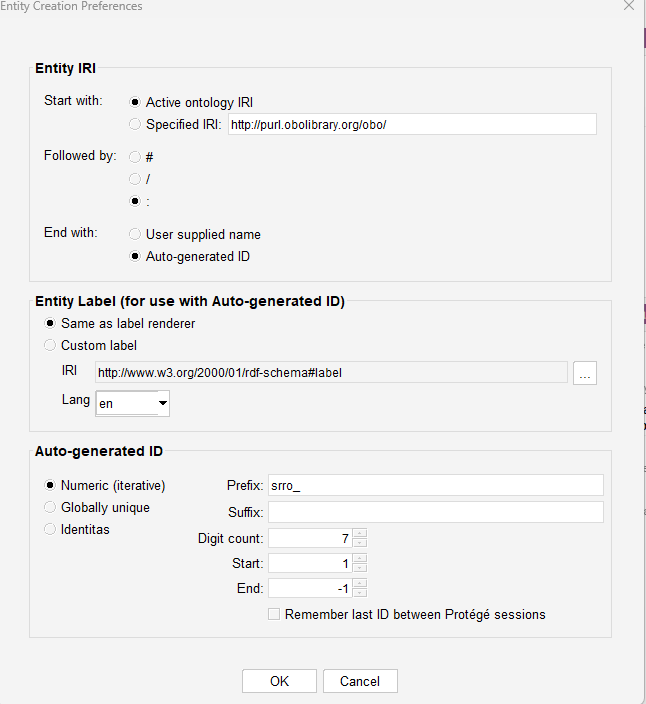 Entity Creation Preferences
Entity IRI
Start with: Active ontology IRI
Specified IRI: http://purl.obolibrary.org/obo/
Followed by: #
/
:
End with: User supplied name
Auto-generated ID
Entity Label (for use with Auto-generated ID)
Same as label renderer
Custom label
IRI http://www.w3.org/2000/01/rdf-schema#label ...
Lang en
Auto-generated ID
Numeric (iterative) Prefix: srro_
Globally unique Suffix:
Identitas
Digit count: 7
Start: 1
End: -1
Remember last ID between Protégé sessions
OK Cancel